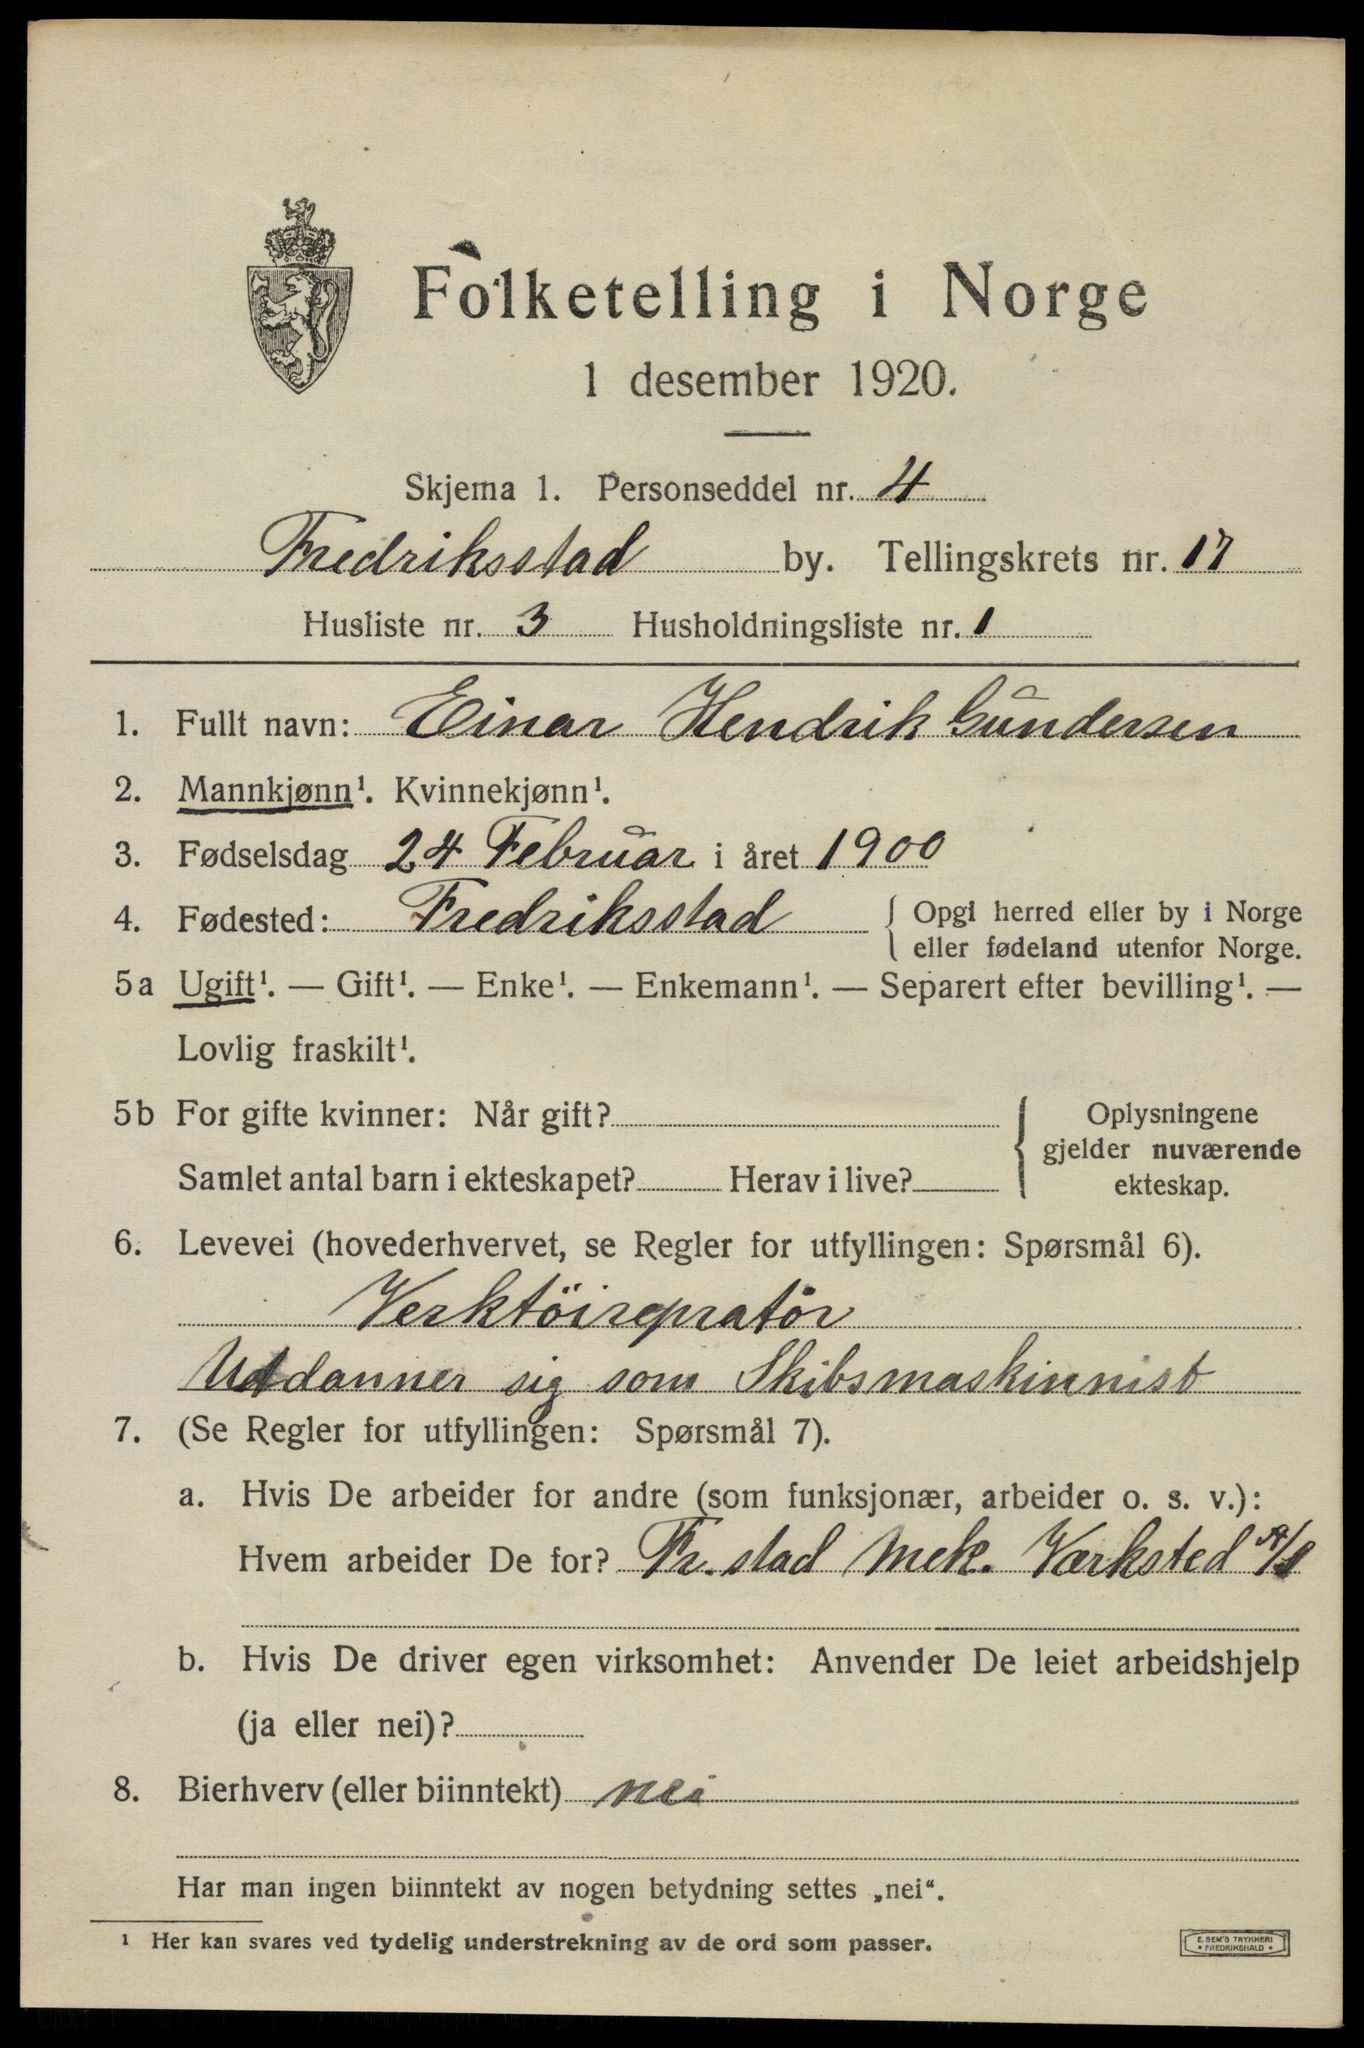 Folketelling i Norge
1 desember 1920.
Skjema 1. Personseddel nr. 4
Fredriksstad by. Tellingskrets nr. 17
Husliste nr. 3 Husholdningsliste nr. 1
1. Fullt navn: Einar Hendrik Gundersen
2. Mannkjønn¹. Kvinnekjønn¹.
3. Fødselsdag 24 Februar i året 1900
4. Fødested: Fredriksstad { Opgi herred eller by i Norge
eller fødeland utenfor Norge.
5a Ugift¹. — Gift¹. — Enke¹. — Enkemann¹. — Separert efter bevilling¹. —
Lovlig fraskilt¹.
5b For gifte kvinner: Når gift? { Oplysningene
gjelder nuværende
Samlet antal barn i ekteskapet? Herav i live? ekteskap.
6. Levevei (hovederhvervet, se Regler for utfyllingen: Spørsmål 6).
Verktöirepratör
Utdanner sig som Skibsmaskinnist
7. (Se Regler for utfyllingen: Spørsmål 7).
a. Hvis De arbeider for andre (som funksjonær, arbeider o. s. v.):
Hvem arbeider De for? Fr.stad Mek. Værksted A/S
b. Hvis De driver egen virksomhet: Anvender De leiet arbeidshjelp
(ja eller nei)?
8. Bierhverv (eller biinntekt) nei
Har man ingen biinntekt av nogen betydning settes „nei“.
¹ Her kan svares ved tydelig understrekning av de ord som passer.
E. SEM'S TRYKKERI
• FREDRIKSHALD •